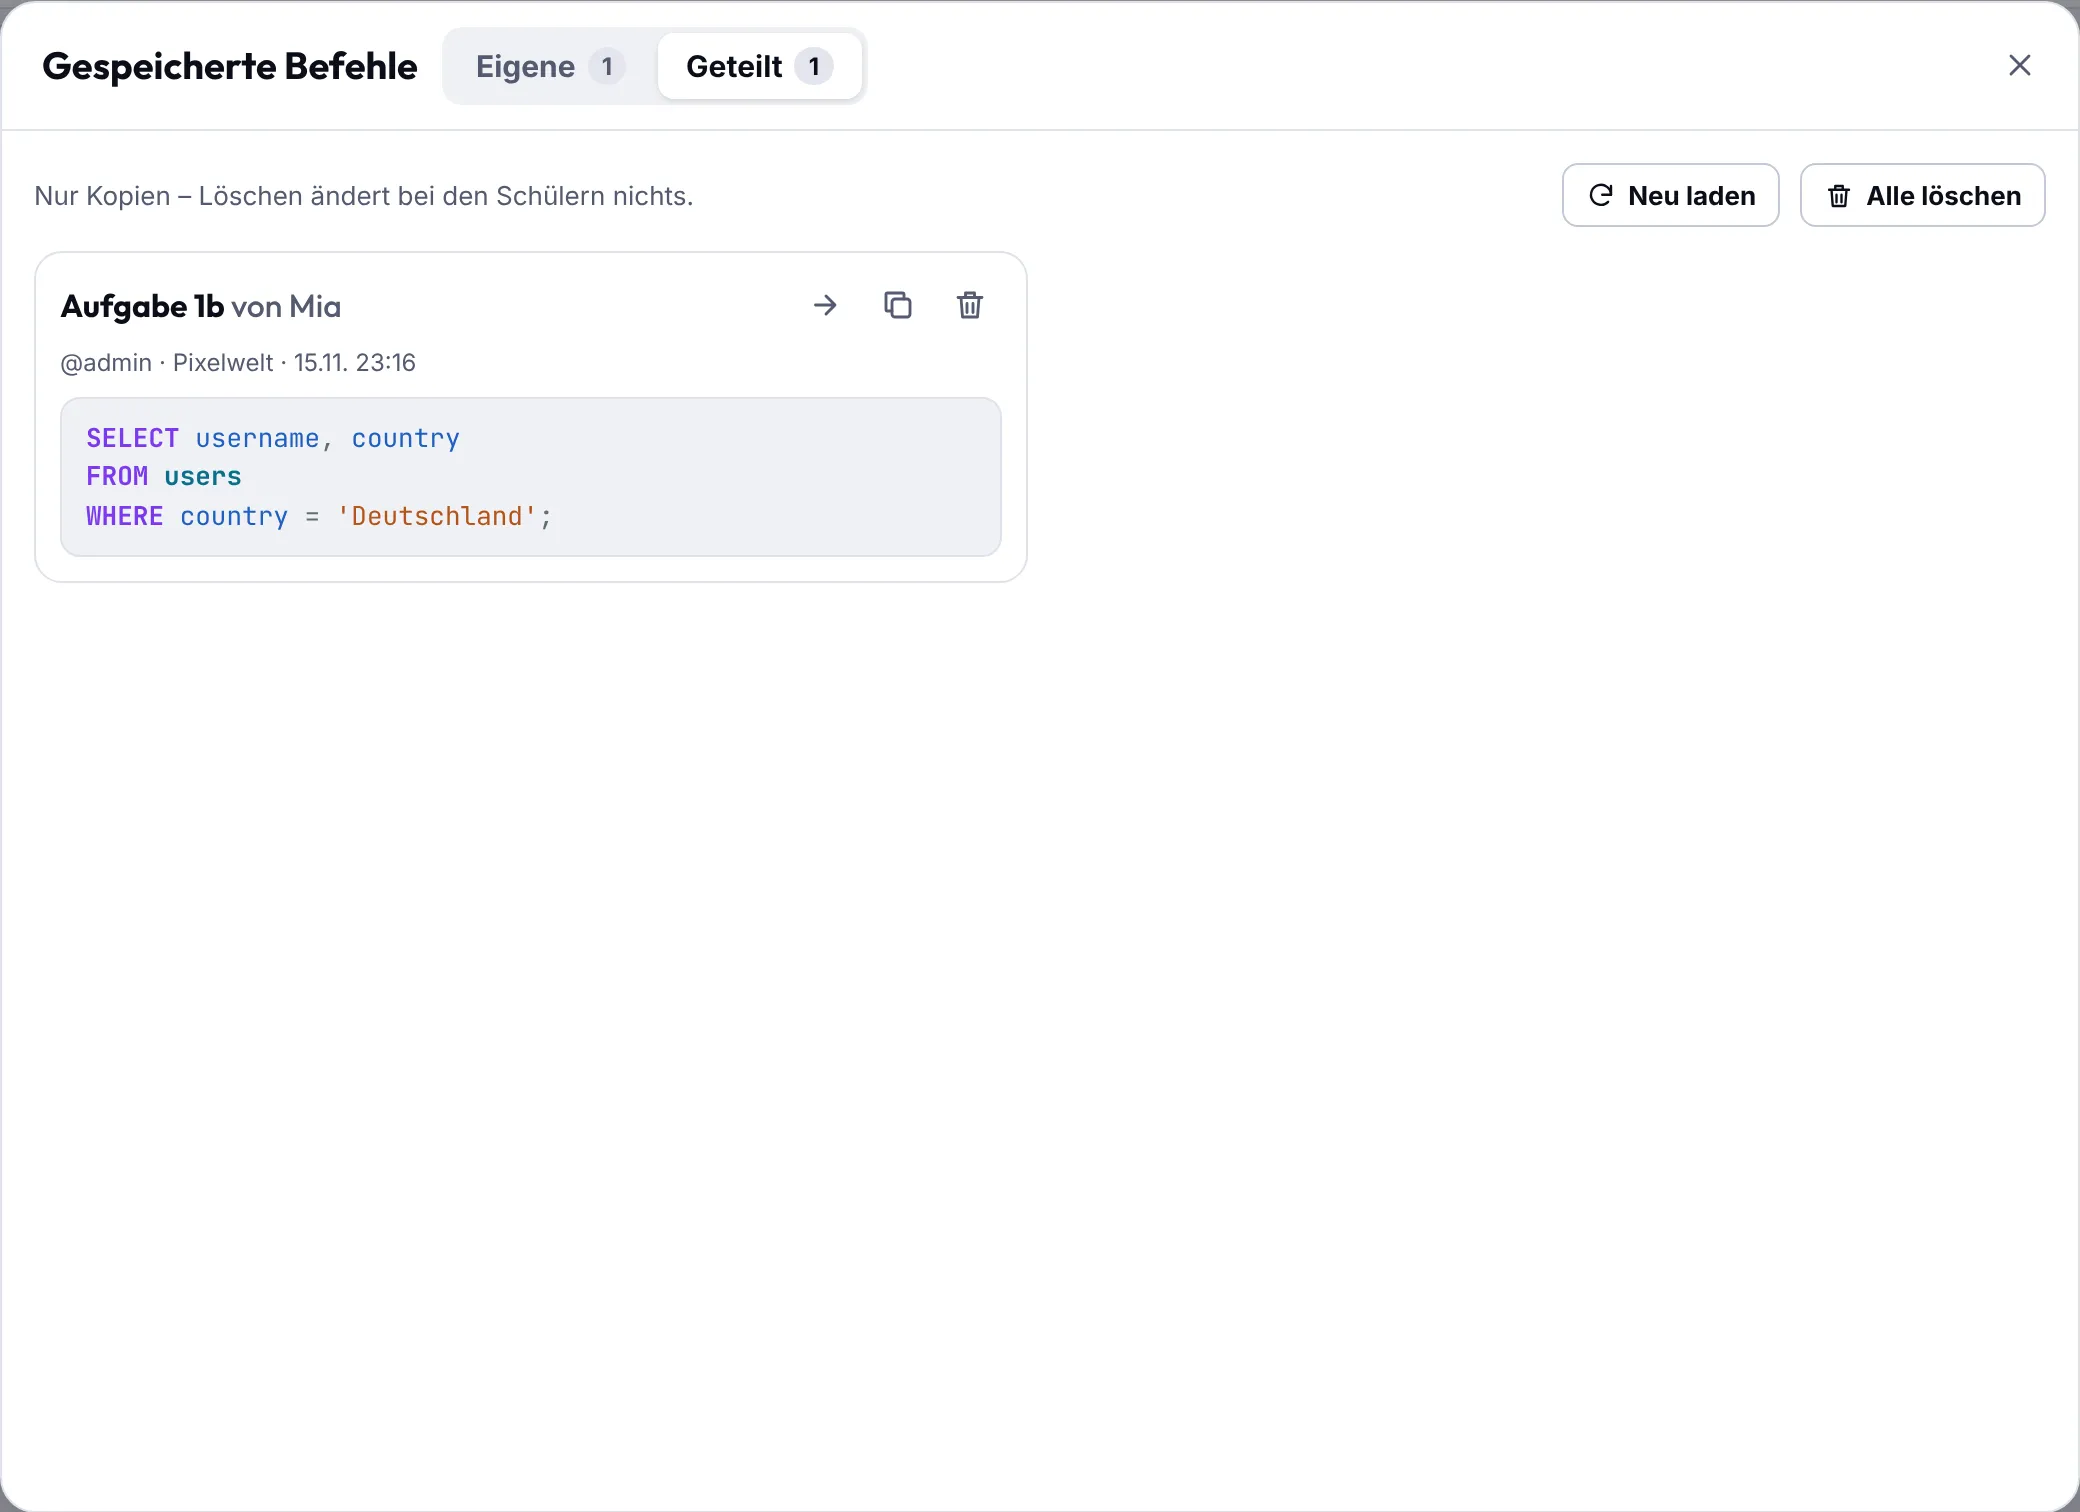 Gespeicherte Befehle
Eigene 1
Geteilt 1
Nur Kopien – Löschen ändert bei den Schülern nichts.
Neu laden
Alle löschen
Aufgabe 1b von Mia
@admin · Pixelwelt · 15.11. 23:16
SELECT username, country
FROM users
WHERE country = 'Deutschland';